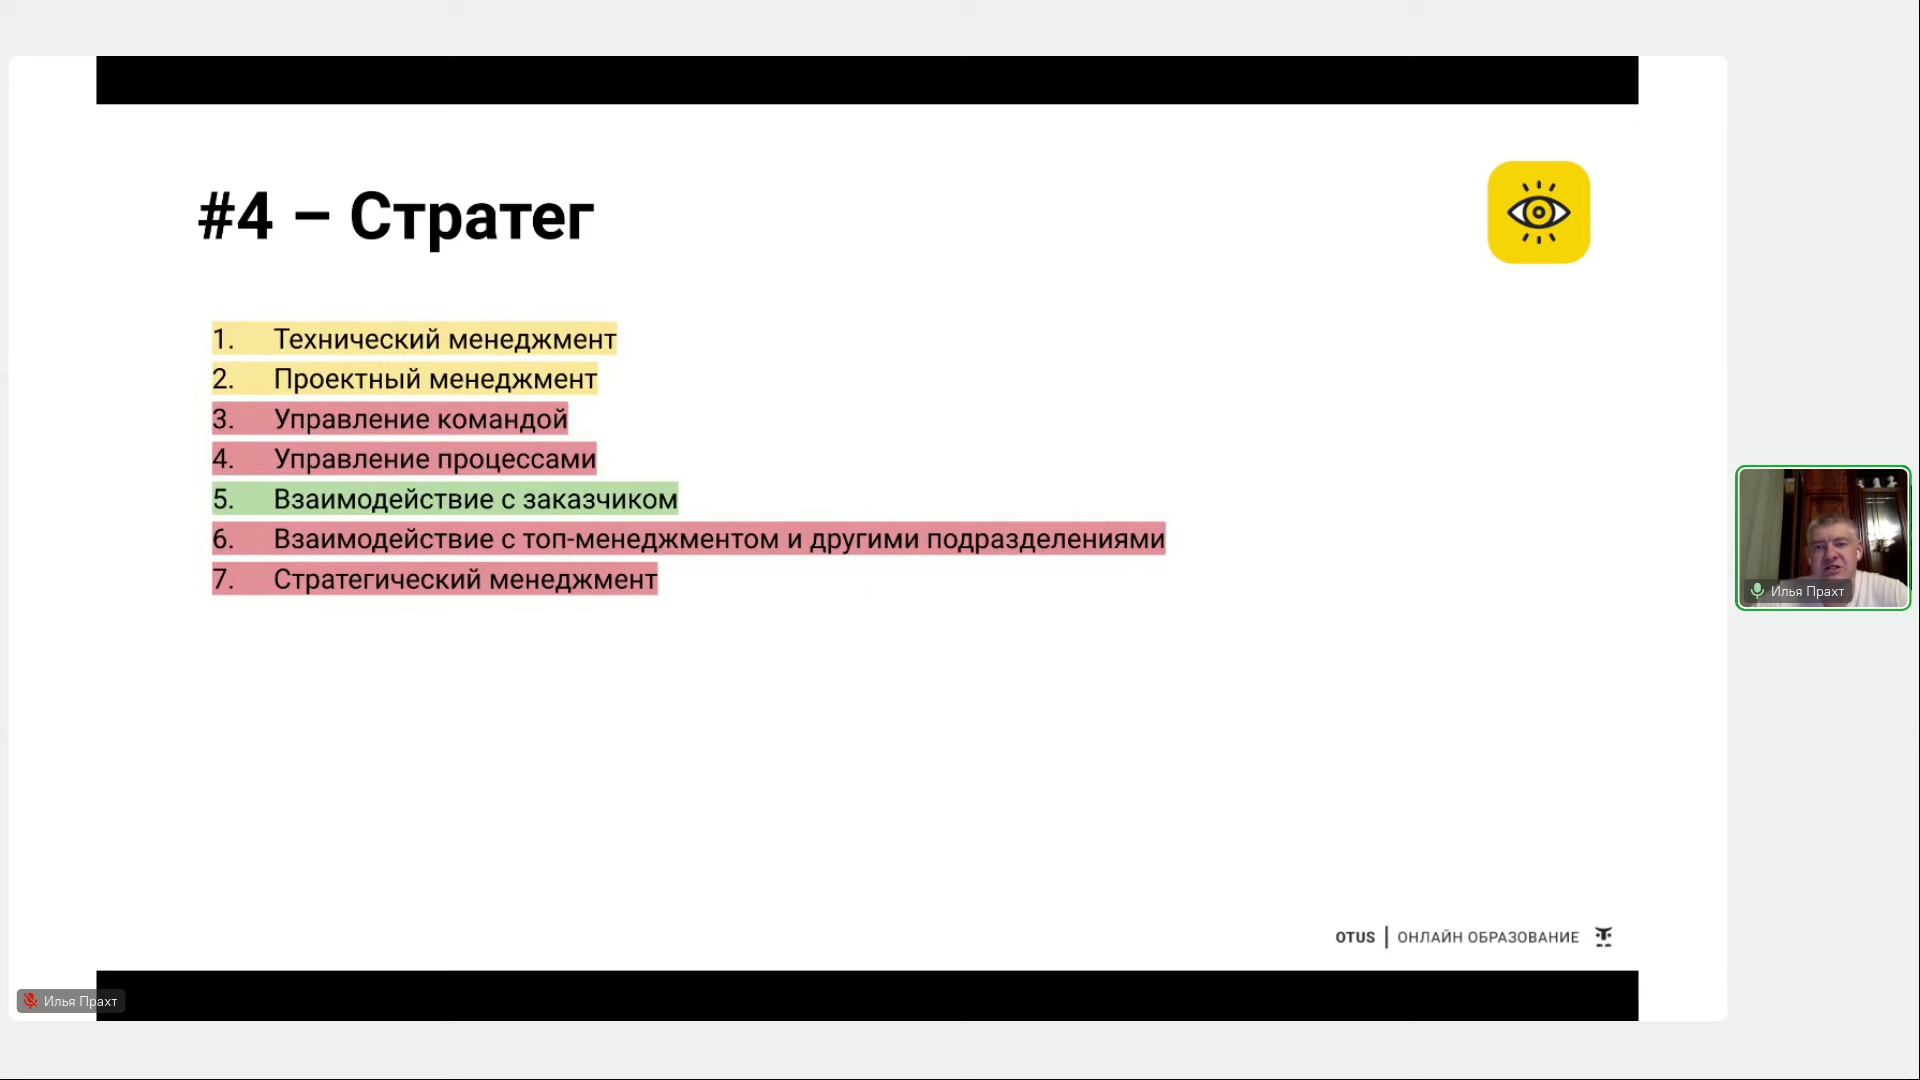 #4 – Стратег
1. Технический менеджмент
2. Проектный менеджмент
3. Управление командой
4. Управление процессами
5. Взаимодействие с заказчиком
6. Взаимодействие с топ-менеджментом и другими подразделениями
7. Стратегический менеджмент
Илья Прахт
OTUS | ОНЛАЙН ОБРАЗОВАНИЕ
Илья Прахт